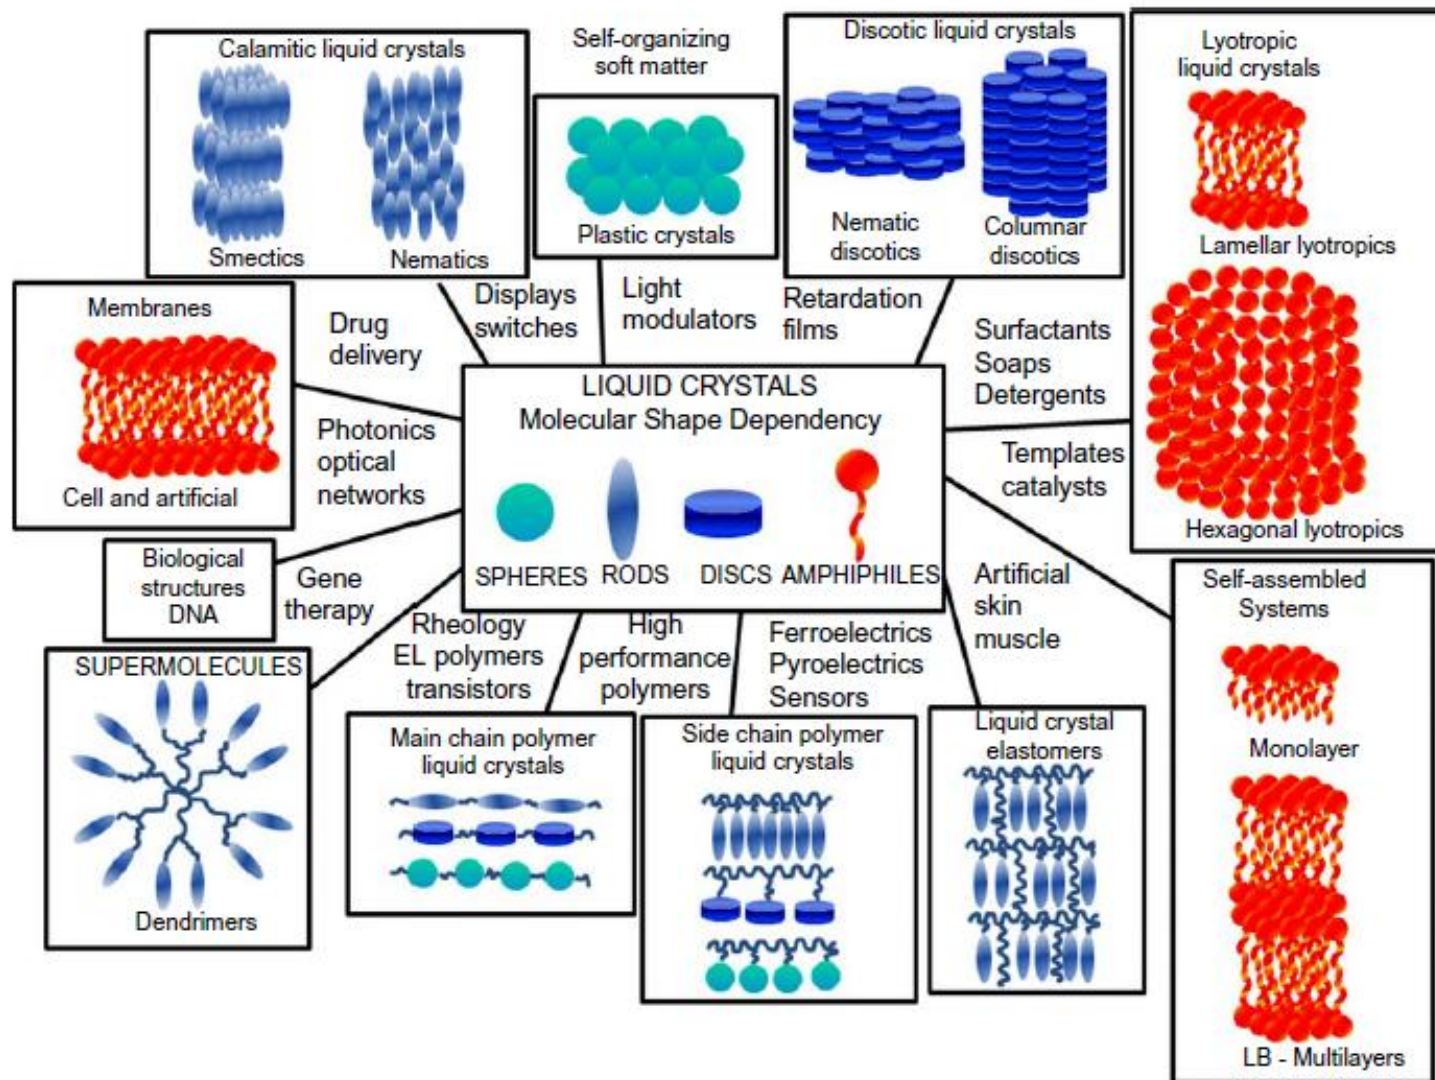 Calamitic liquid crystals
Smectics
Nematics
Self-organizing
soft matter
Plastic crystals
Discotic liquid crystals
Nematic
discotics
Columnar
discotics
Lyotropic
liquid crystals
Lamellar lyotropics
Hexagonal lyotropics
Membranes
Cell and artificial
Drug
delivery
Displays
switches
Light
modulators
Retardation
films
Surfactants
Soaps
Detergents
LIQUID CRYSTALS
Molecular Shape Dependency
SPHERES
RODS
DISCS
AMPHIPHILES
Photonics
optical
networks
Templates
catalysts
Biological
structures
DNA
Gene
therapy
Rheology
EL polymers
transistors
High
performance
polymers
Ferroelectrics
Pyroelectrics
Sensors
Artificial
skin
muscle
SUPERMOLECULES
Dendrimers
Main chain polymer
liquid crystals
Side chain polymer
liquid crystals
Liquid crystal
elastomers
Self-assembled
Systems
Monolayer
LB - Multilayers